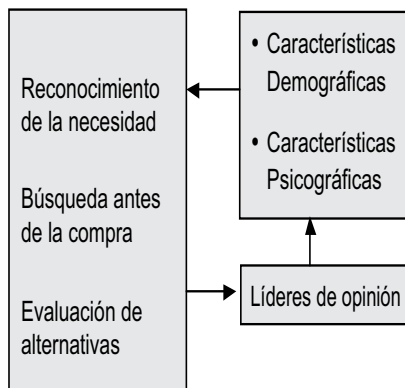 Reconocimiento
de la necesidad
Búsqueda antes
de la compra
Evaluación de
alternativas
• Características
Demográficas
• Características
Psicográficas
Líderes de opinión